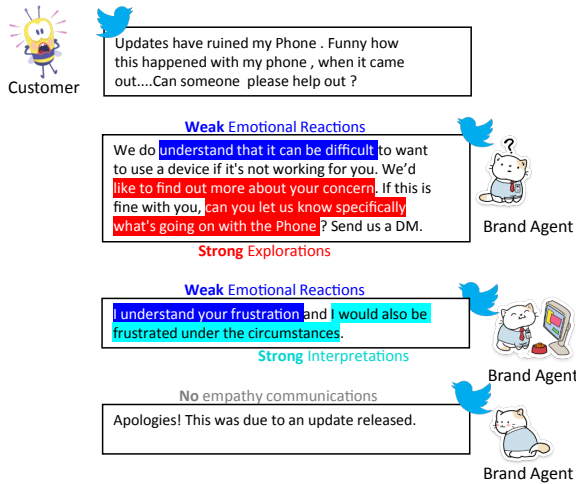 Customer
Updates have ruined my Phone . Funny how
this happened with my phone , when it came
out....Can someone please help out ?
Weak Emotional Reactions
We do understand that it can be difficult to want
to use a device if it's not working for you. We'd
like to find out more about your concern. If this is
fine with you, can you let us know specifically
what's going on with the Phone ? Send us a DM.
?
Brand Agent
Strong Explorations
Weak Emotional Reactions
I understand your frustration and I would also be
frustrated under the circumstances.
Strong Interpretations
Brand Agent
No empathy communications
Apologies! This was due to an update released.
Brand Agent